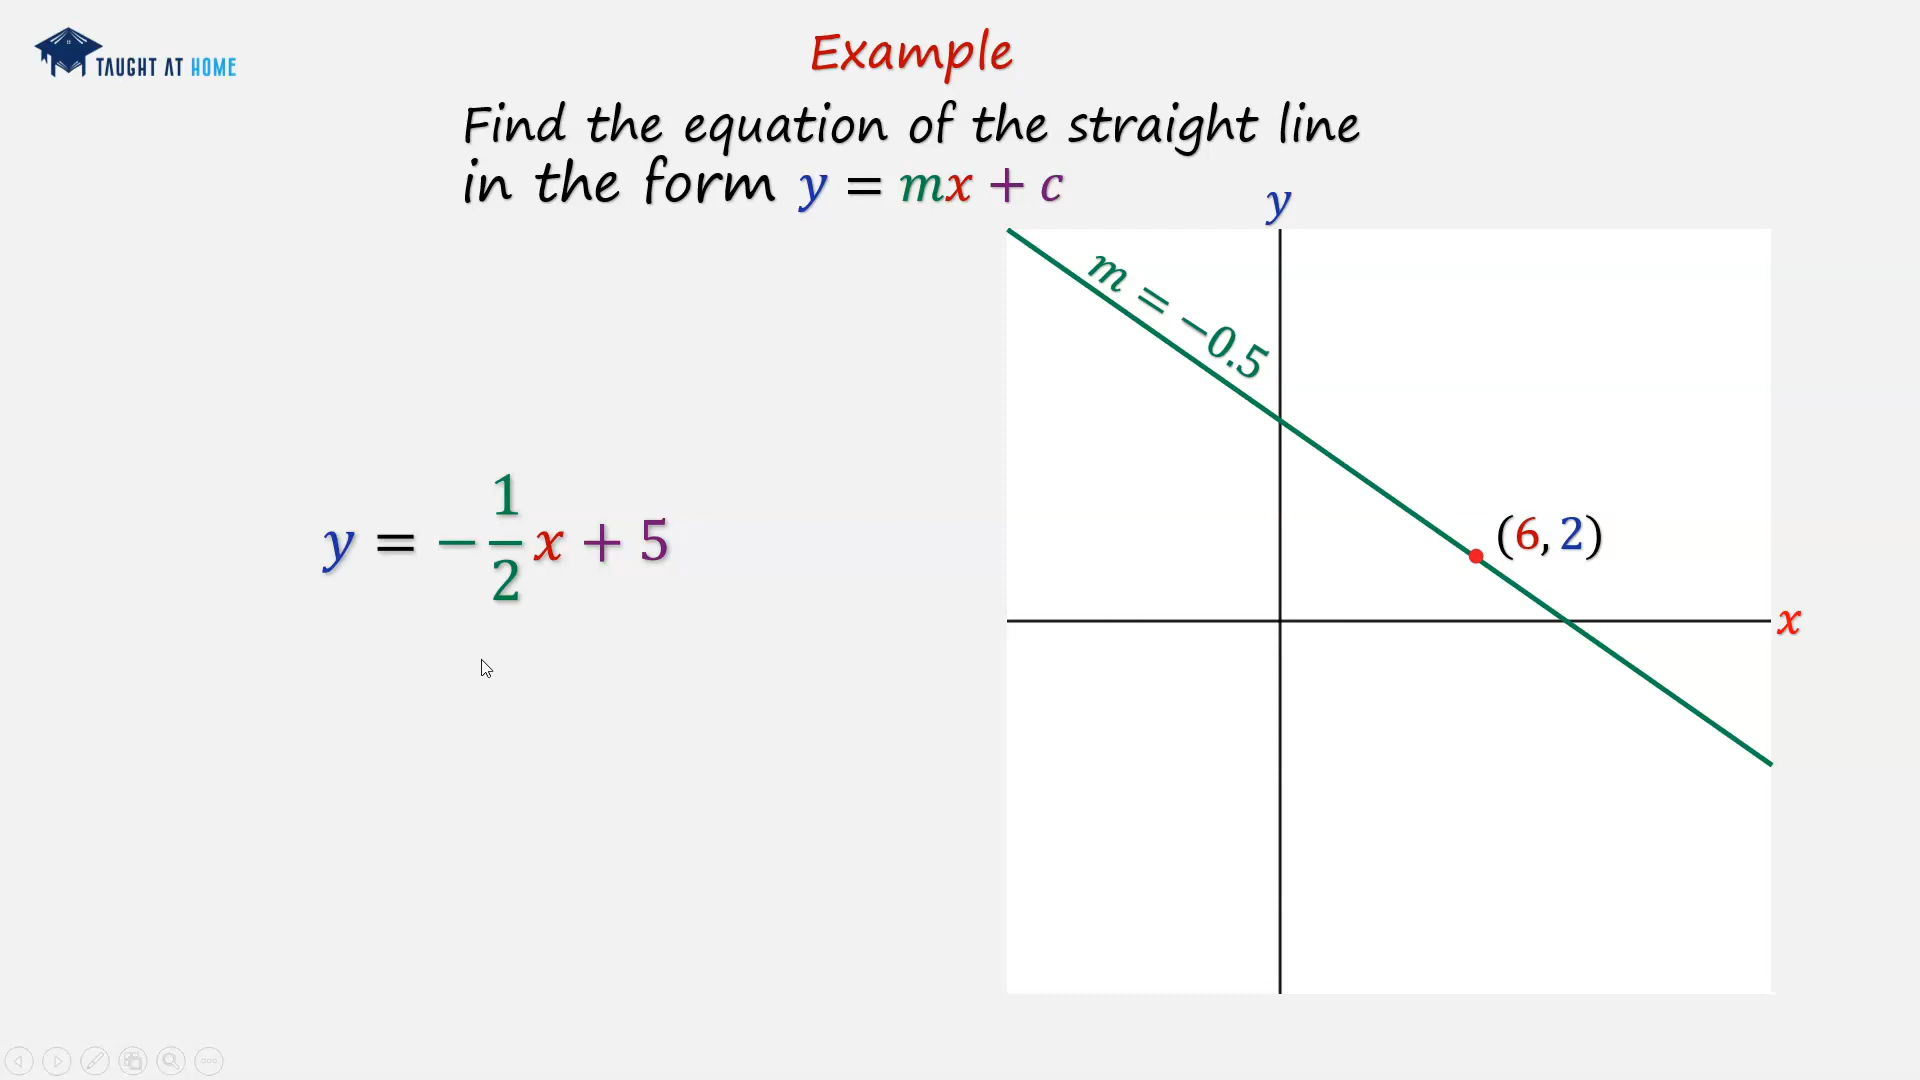 TAUGHT AT HOME
Example
Find the equation of the straight line
in the form y = mx + c
y
m = −0.5
y = −1/2 x + 5
(6, 2)
x